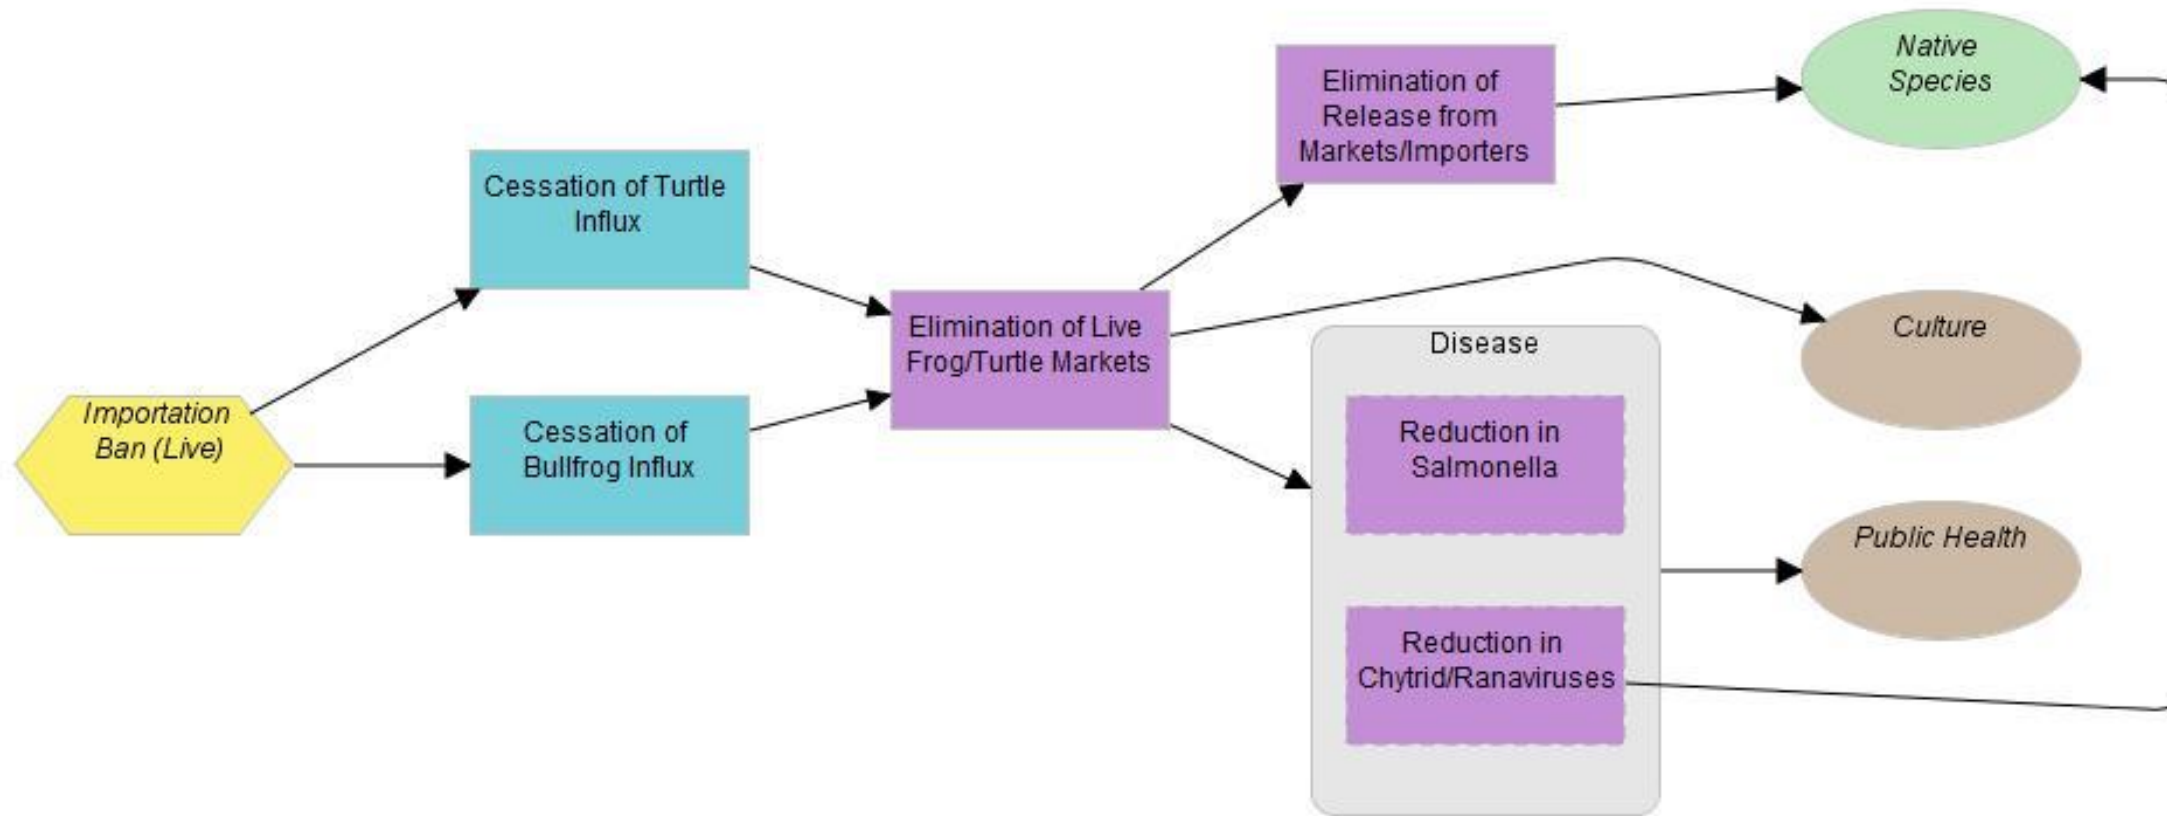 Importation
Ban (Live)
Cessation of Turtle
Influx
Cessation of
Bullfrog Influx
Elimination of Live
Frog/Turtle Markets
Elimination of
Release from
Markets/Importers
Disease
Reduction in
Salmonella
Reduction in
Chytrid/Ranaviruses
Native
Species
Culture
Public Health